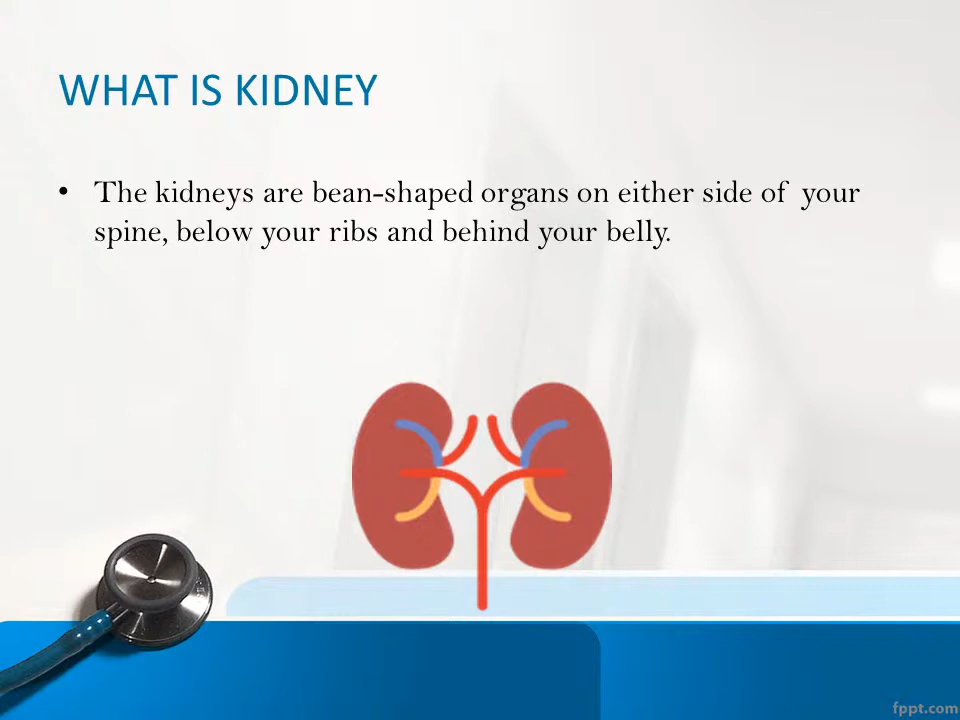 WHAT IS KIDNEY
• The kidneys are bean-shaped organs on either side of your
spine, below your ribs and behind your belly.
fppt.com